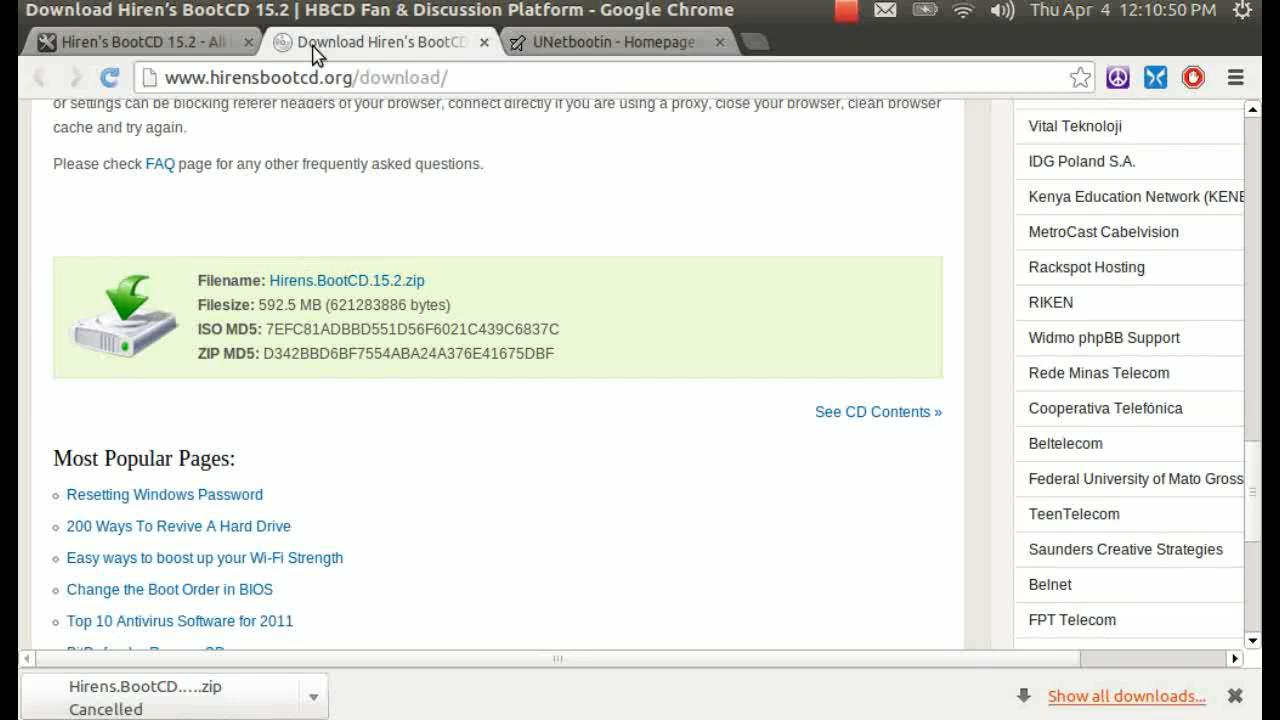 Download Hiren's BootCD 15.2 | HBCD Fan & Discussion Platform - Google Chrome
Thu Apr 4 12:10:50 PM
Hiren's BootCD 15.2 - All
Download Hiren's BootCD
UNetbootin - Homepage
www.hirensbootcd.org/download/
or settings can be blocking referer headers of your browser, connect directly if you are using a proxy, close your browser, clean browser
cache and try again.
Please check FAQ page for any other frequently asked questions.
Filename: Hirens.BootCD.15.2.zip
Filesize: 592.5 MB (621283886 bytes)
ISO MD5: 7EFC81ADBBD551D56F6021C439C6837C
ZIP MD5: D342BBD6BF7554ABA24A376E41675DBF
See CD Contents »
Most Popular Pages:
Resetting Windows Password
200 Ways To Revive A Hard Drive
Easy ways to boost up your Wi-Fi Strength
Change the Boot Order in BIOS
Top 10 Antivirus Software for 2011
Vital Teknoloji
IDG Poland S.A.
Kenya Education Network (KENE
MetroCast Cabelvision
Rackspot Hosting
RIKEN
Widmo phpBB Support
Rede Minas Telecom
Cooperativa Telefónica
Beltelecom
Federal University of Mato Gross
TeenTelecom
Saunders Creative Strategies
Belnet
FPT Telecom
Hirens.BootCD.....zip
Cancelled
Show all downloads...